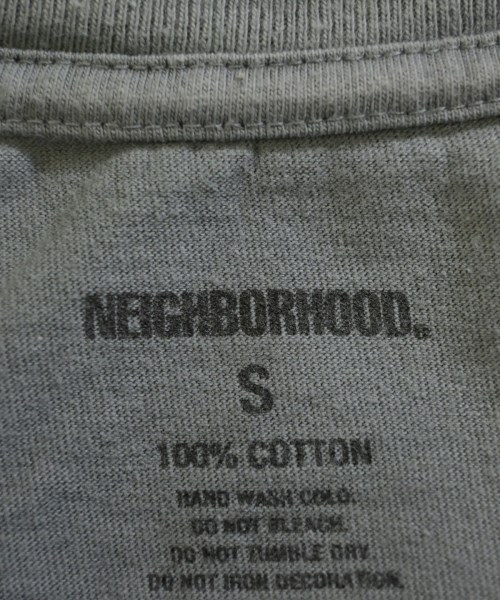 NEIGHBORHOOD®
S
100% COTTON
HAND WASH COLD.
DO NOT BLEACH.
DO NOT TUMBLE DRY.
DO NOT IRON DECORATION.